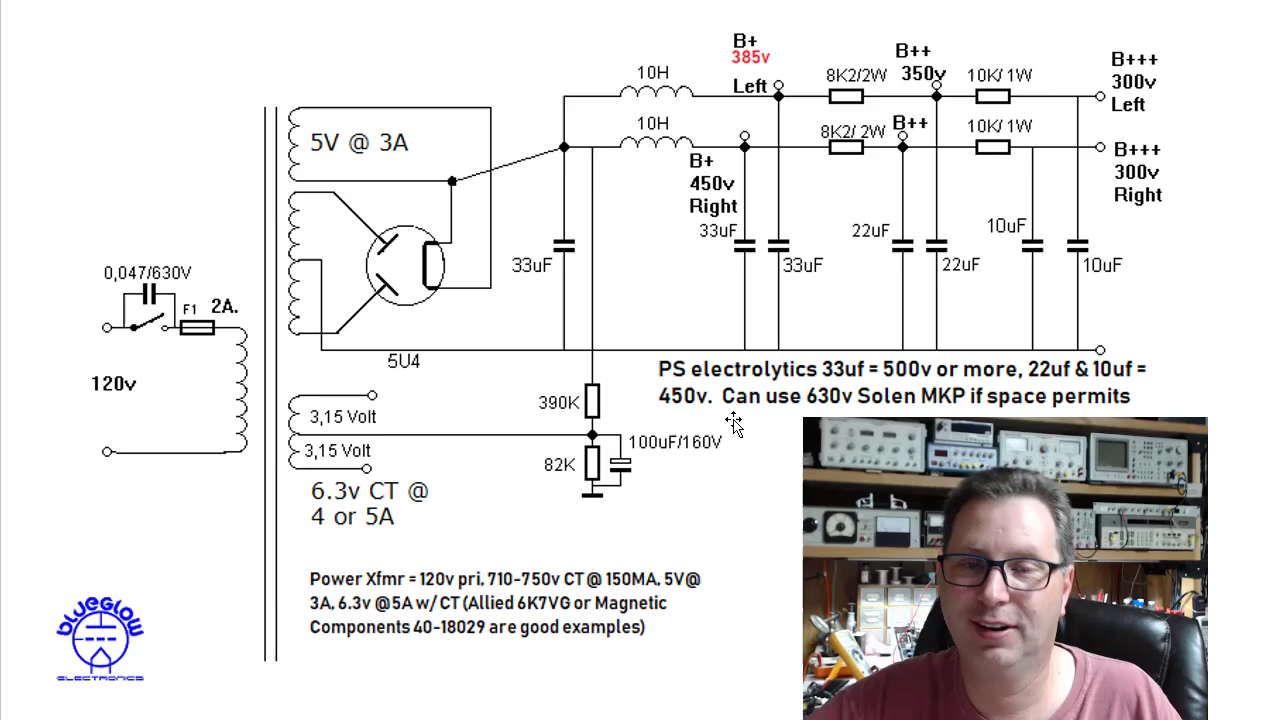 B+
385v
Left
B++
350v
B+++
300v
Left
10H
8K2/2W
10K/1W
10H
8K2/2W
B++
10K/1W
B+++
300v
Right
B+
450v
Right
5V @ 3A
33uF
33uF
33uF
22uF
22uF
10uF
10uF
0,047/630V
F1
2A.
120v
5U4
PS electrolytics 33uf = 500v or more, 22uf & 10uf =
450v. Can use 630v Solen MKP if space permits
390K
3,15 Volt
3,15 Volt
100uF/160V
82K
6.3v CT @
4 or 5A
Power Xfmr = 120v pri, 710-750v CT @ 150MA, 5V@
3A, 6.3v @5A w/ CT (Allied 6K7VG or Magnetic
Components 40-18029 are good examples)
BLUEGLOW
ELECTRONICS